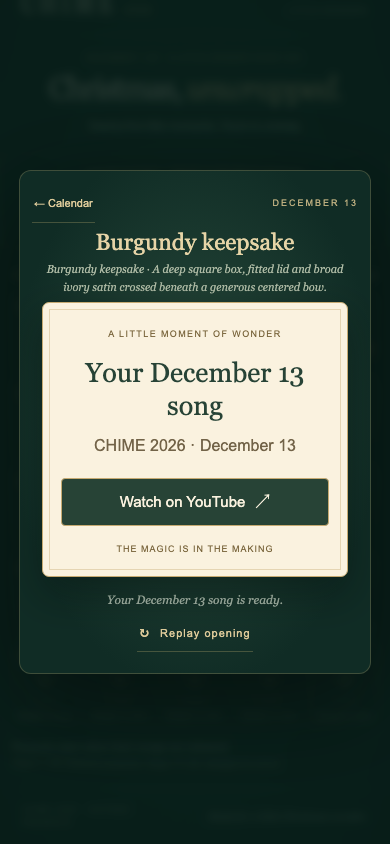 ← Calendar
DECEMBER 13
Burgundy keepsake
Burgundy keepsake · A deep square box, fitted lid and broad
ivory satin crossed beneath a generous centered bow.
A LITTLE MOMENT OF WONDER
Your December 13
song
CHIME 2026 · December 13
Watch on YouTube ↗
THE MAGIC IS IN THE MAKING
Your December 13 song is ready.
↻ Replay opening